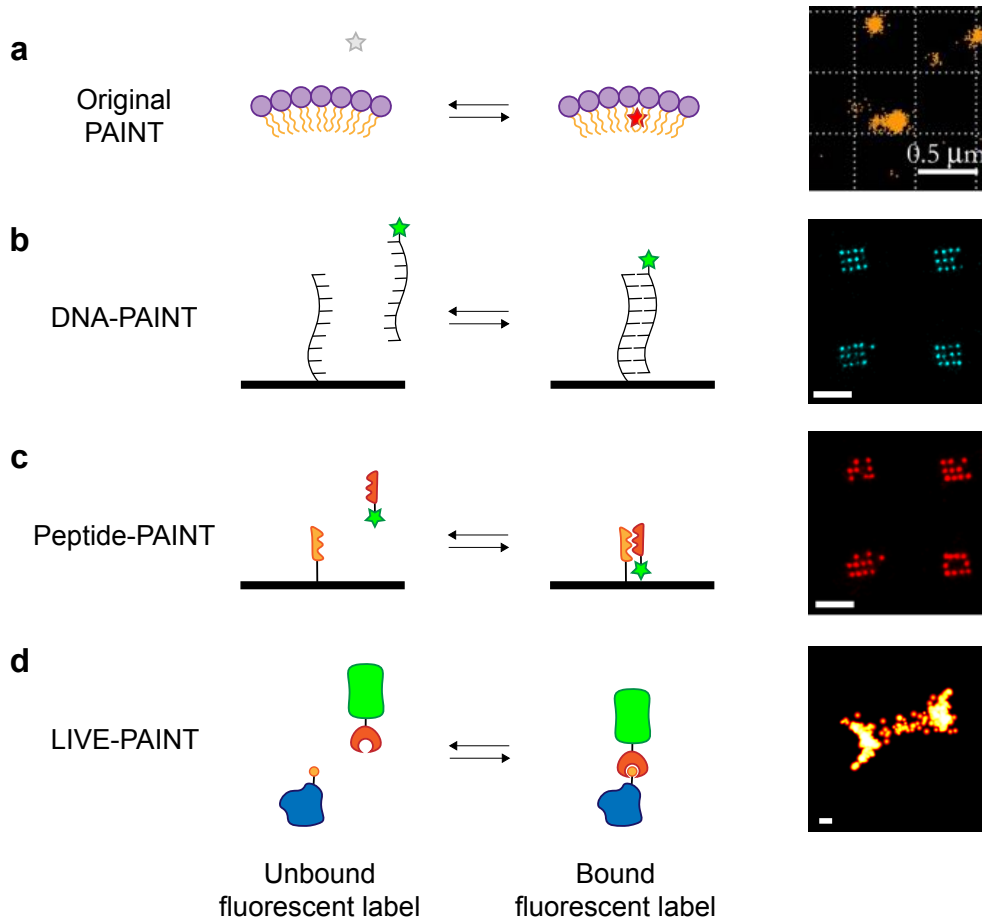 a
Original
PAINT
0.5 μm
b
DNA-PAINT
c
Peptide-PAINT
d
LIVE-PAINT
Unbound
fluorescent label
Bound
fluorescent label